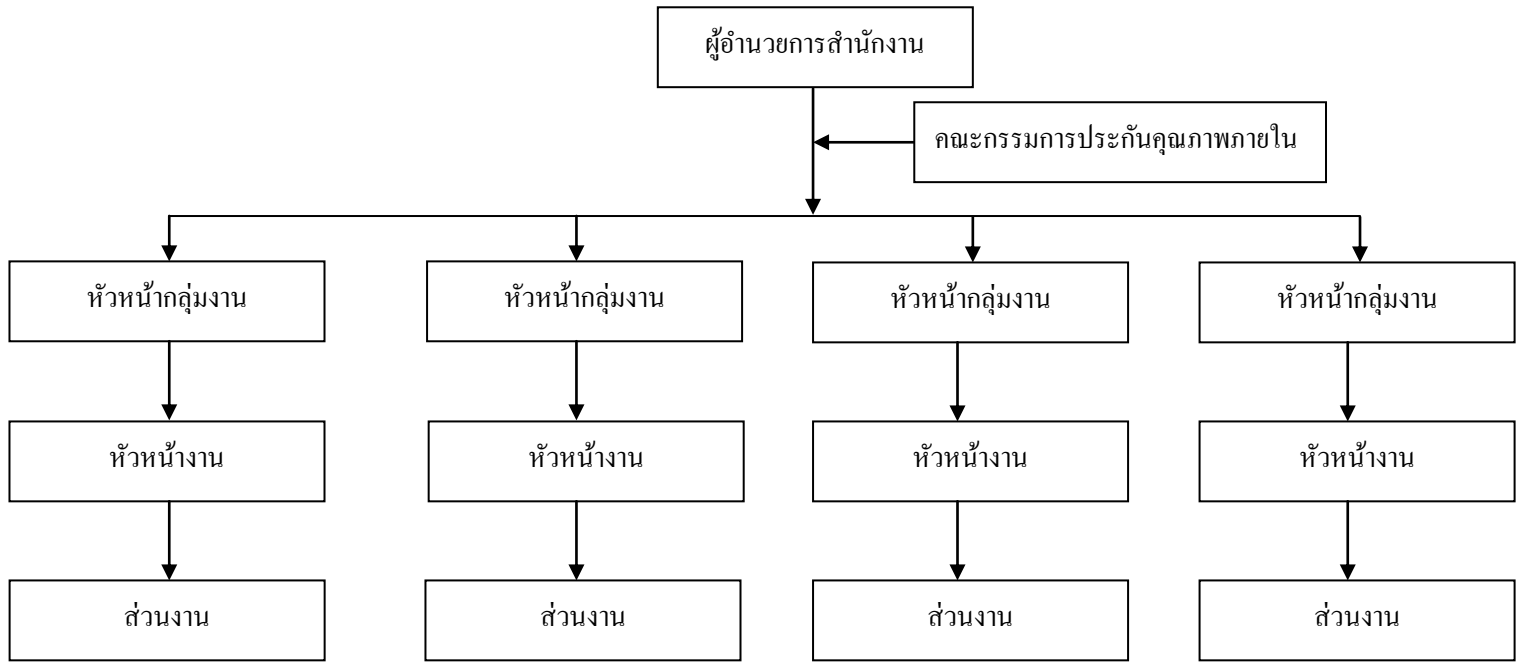 ผู้อำนวยการสำนักงาน
คณะกรรมการประกันคุณภาพภายใน
หัวหน้ากลุ่มงาน
หัวหน้ากลุ่มงาน
หัวหน้ากลุ่มงาน
หัวหน้ากลุ่มงาน
หัวหน้างาน
หัวหน้างาน
หัวหน้างาน
หัวหน้างาน
ส่วนงาน
ส่วนงาน
ส่วนงาน
ส่วนงาน